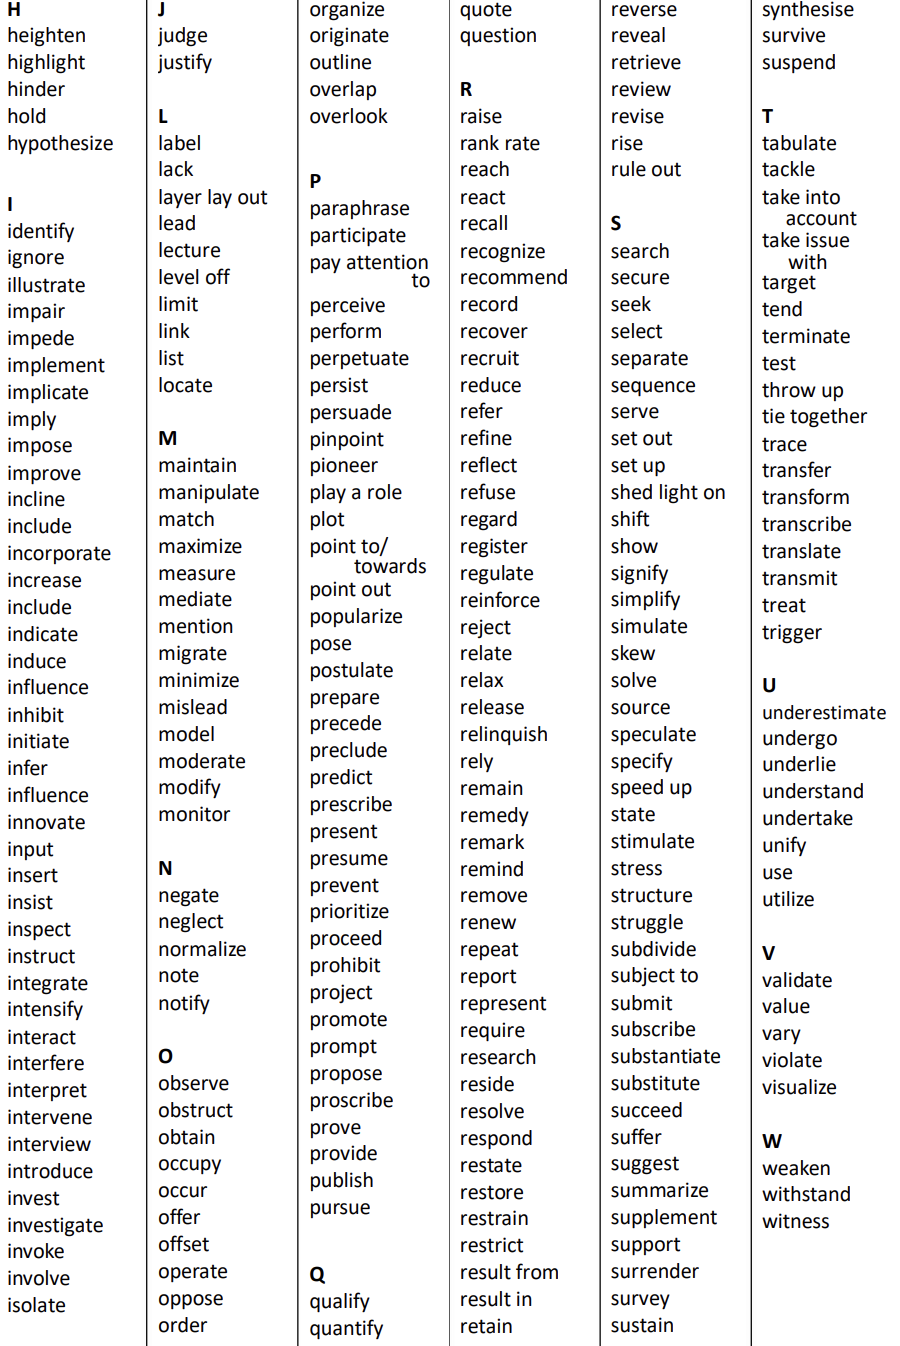 H
heighten
highlight
hinder
hold
hypothesize
I
identify
ignore
illustrate
impair
impede
implement
implicate
imply
impose
improve
incline
include
incorporate
increase
include
indicate
induce
influence
inhibit
initiate
infer
influence
innovate
input
insert
insist
inspect
instruct
integrate
intensify
interact
interfere
interpret
intervene
interview
introduce
invest
investigate
invoke
involve
isolate
J
judge
justify
L
label
lack
layer lay out
lead
lecture
level off
limit
link
list
locate
M
maintain
manipulate
match
maximize
measure
mediate
mention
migrate
minimize
mislead
model
moderate
modify
monitor
N
negate
neglect
normalize
note
notify
O
observe
obstruct
obtain
occupy
occur
offer
offset
operate
oppose
order
organize
originate
outline
overlap
overlook
P
paraphrase
participate
pay attention
to
perceive
perform
perpetuate
persist
persuade
pinpoint
pioneer
play a role
plot
point to/
towards
point out
popularize
pose
postulate
prepare
precede
preclude
predict
prescribe
present
presume
prevent
prioritize
proceed
prohibit
project
promote
prompt
propose
proscribe
prove
provide
publish
pursue
Q
qualify
quantify
quote
question
R
raise
rank rate
reach
react
recall
recognize
recommend
record
recover
recruit
reduce
refer
refine
reflect
refuse
regard
register
regulate
reinforce
reject
relate
relax
release
relinquish
rely
remain
remedy
remark
remind
remove
renew
repeat
report
represent
require
research
reside
resolve
respond
restate
restore
restrain
restrict
result from
result in
retain
reverse
reveal
retrieve
review
revise
rise
rule out
S
search
secure
seek
select
separate
sequence
serve
set out
set up
shed light on
shift
show
signify
simplify
simulate
skew
solve
source
speculate
specify
speed up
state
stimulate
stress
structure
struggle
subdivide
subject to
submit
subscribe
substantiate
substitute
succeed
suffer
suggest
summarize
supplement
support
surrender
survey
sustain
synthesise
survive
suspend
T
tabulate
tackle
take into
account
take issue
with
target
tend
terminate
test
throw up
tie together
trace
transfer
transform
transcribe
translate
transmit
treat
trigger
U
underestimate
undergo
underlie
understand
undertake
unify
use
utilize
V
validate
value
vary
violate
visualize
W
weaken
withstand
witness